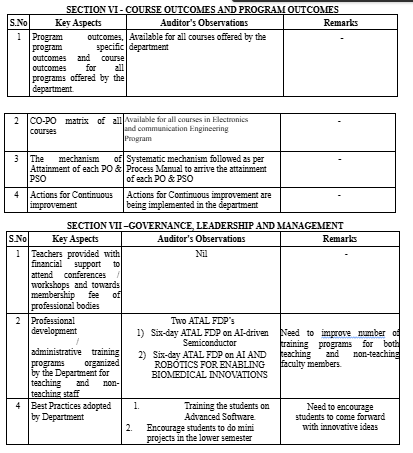 SECTION VI - COURSE OUTCOMES AND PROGRAM OUTCOMES
S.No Key Aspects Auditor's Observations Remarks
1 Program outcomes, program specific outcomes and course outcomes for all programs offered by the department. Available for all courses offered by the department -
2 CO-PO matrix of all courses Available for all courses in Electronics and communication Engineering Program -
3 The mechanism of Attainment of each PO & PSO Systematic mechanism followed as per Process Manual to arrive the attainment of each PO & PSO -
4 Actions for Continuous improvement Actions for Continuous improvement are being implemented in the department -
SECTION VII –GOVERNANCE, LEADERSHIP AND MANAGEMENT
S.No Key Aspects Auditor's Observations Remarks
1 Teachers provided with financial support to attend conferences / workshops and towards membership fee of professional bodies Nil -
2 Professional development / administrative training programs organized by the Department for teaching and non-teaching staff
Two ATAL FDP's
1) Six-day ATAL FDP on AI-driven Semiconductor
2) Six-day ATAL FDP on AI AND ROBOTICS FOR ENABLING BIOMEDICAL INNOVATIONS
Need to improve number of training programs for both teaching and non-teaching faculty members.
4 Best Practices adopted by Department
1. Training the students on Advanced Software.
2. Encourage students to do mini projects in the lower semester
Need to encourage students to come forward with innovative ideas